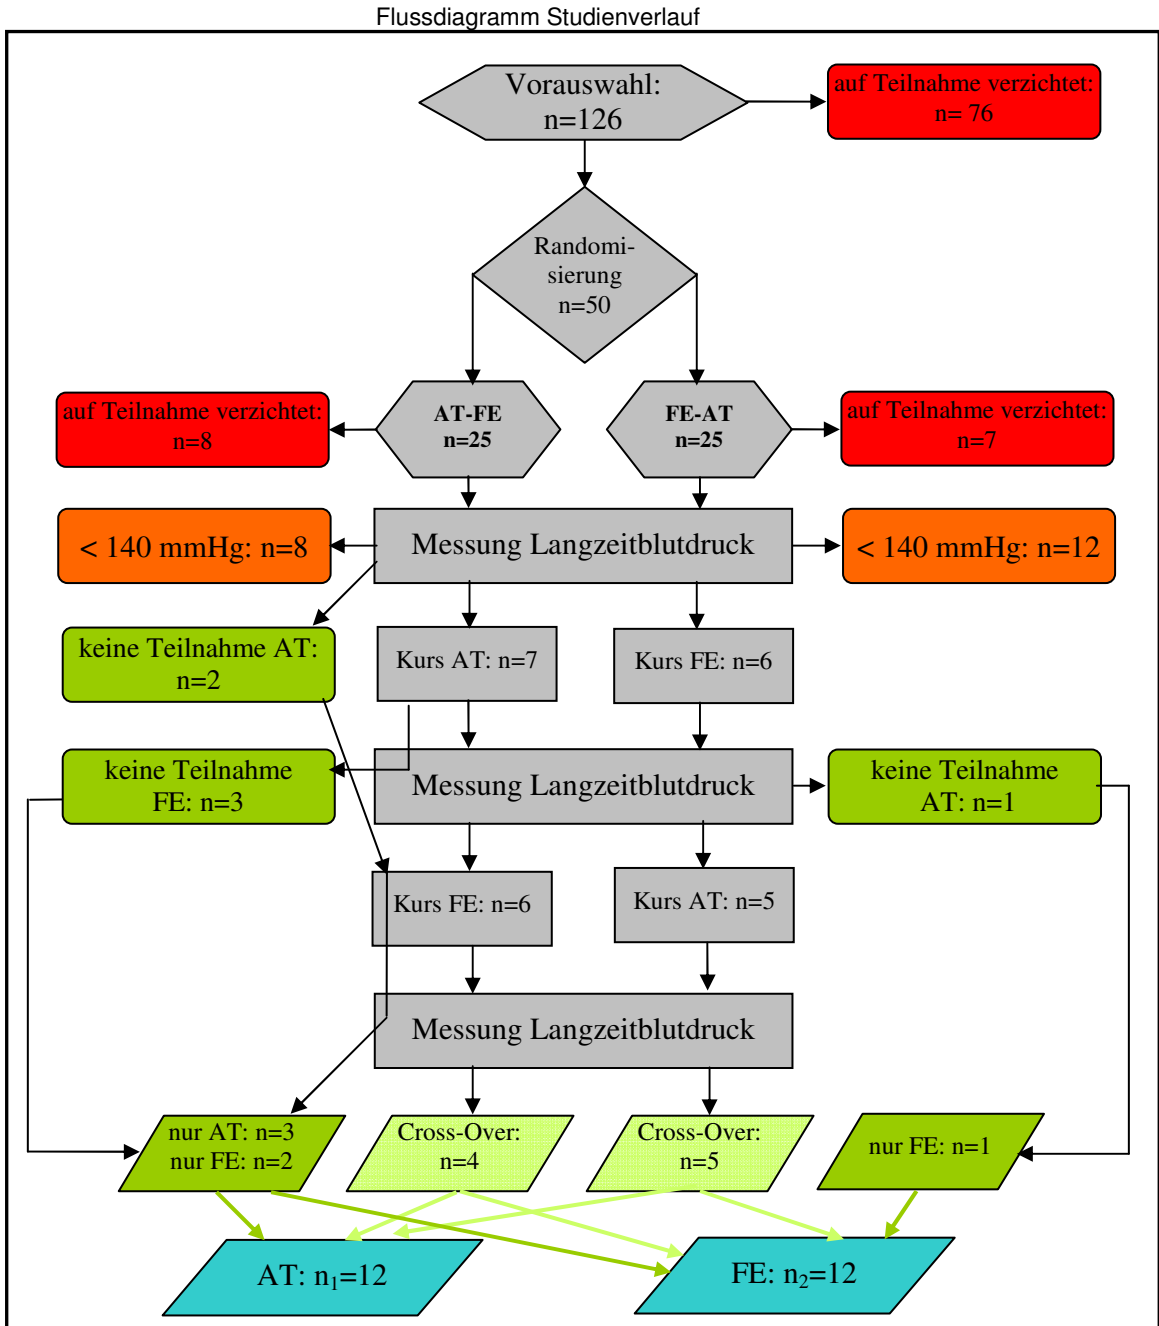 Flussdiagramm Studienverlauf
Vorauswahl:
n=126
auf Teilnahme verzichtet:
n= 76
Randomi-
sierung
n=50
auf Teilnahme verzichtet:
n=8
AT-FE
n=25
FE-AT
n=25
auf Teilnahme verzichtet:
n=7
< 140 mmHg: n=8
Messung Langzeitblutdruck
< 140 mmHg: n=12
keine Teilnahme AT:
n=2
Kurs AT: n=7
Kurs FE: n=6
keine Teilnahme
FE: n=3
Messung Langzeitblutdruck
keine Teilnahme
AT: n=1
Kurs FE: n=6
Kurs AT: n=5
Messung Langzeitblutdruck
nur AT: n=3
nur FE: n=2
Cross-Over:
n=4
Cross-Over:
n=5
nur FE: n=1
AT: n₁=12
FE: n₂=12